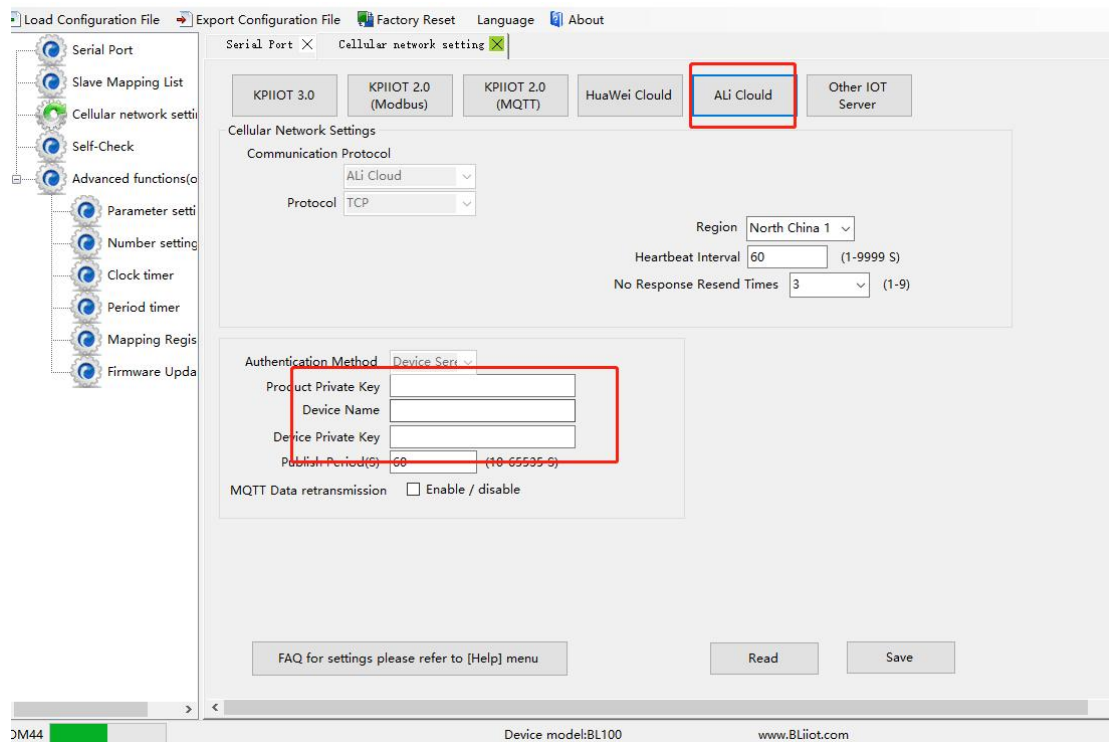 Load Configuration File Export Configuration File Factory Reset Language About
Serial Port
Slave Mapping List
Cellular network setti
Self-Check
Advanced functions(o
Parameter setti
Number setting
Clock timer
Period timer
Mapping Regis
Firmware Upda
Serial Port Cellular network setting
KPIIOT 3.0
KPIIOT 2.0
(Modbus)
KPIIOT 2.0
(MQTT)
HuaWei Clould
ALi Clould
Other IOT
Server
Cellular Network Settings
Communication Protocol
ALi Cloud
Protocol TCP
Region North China 1
Heartbeat Interval 60 (1-9999 S)
No Response Resend Times 3 (1-9)
Authentication Method Device Sere
Product Private Key
Device Name
Device Private Key
Publish Period(S) 60 (10-65535 S)
MQTT Data retransmission Enable / disable
FAQ for settings please refer to [Help] menu
Read
Save
OM44 Device model:BL100 www.BLiiot.com